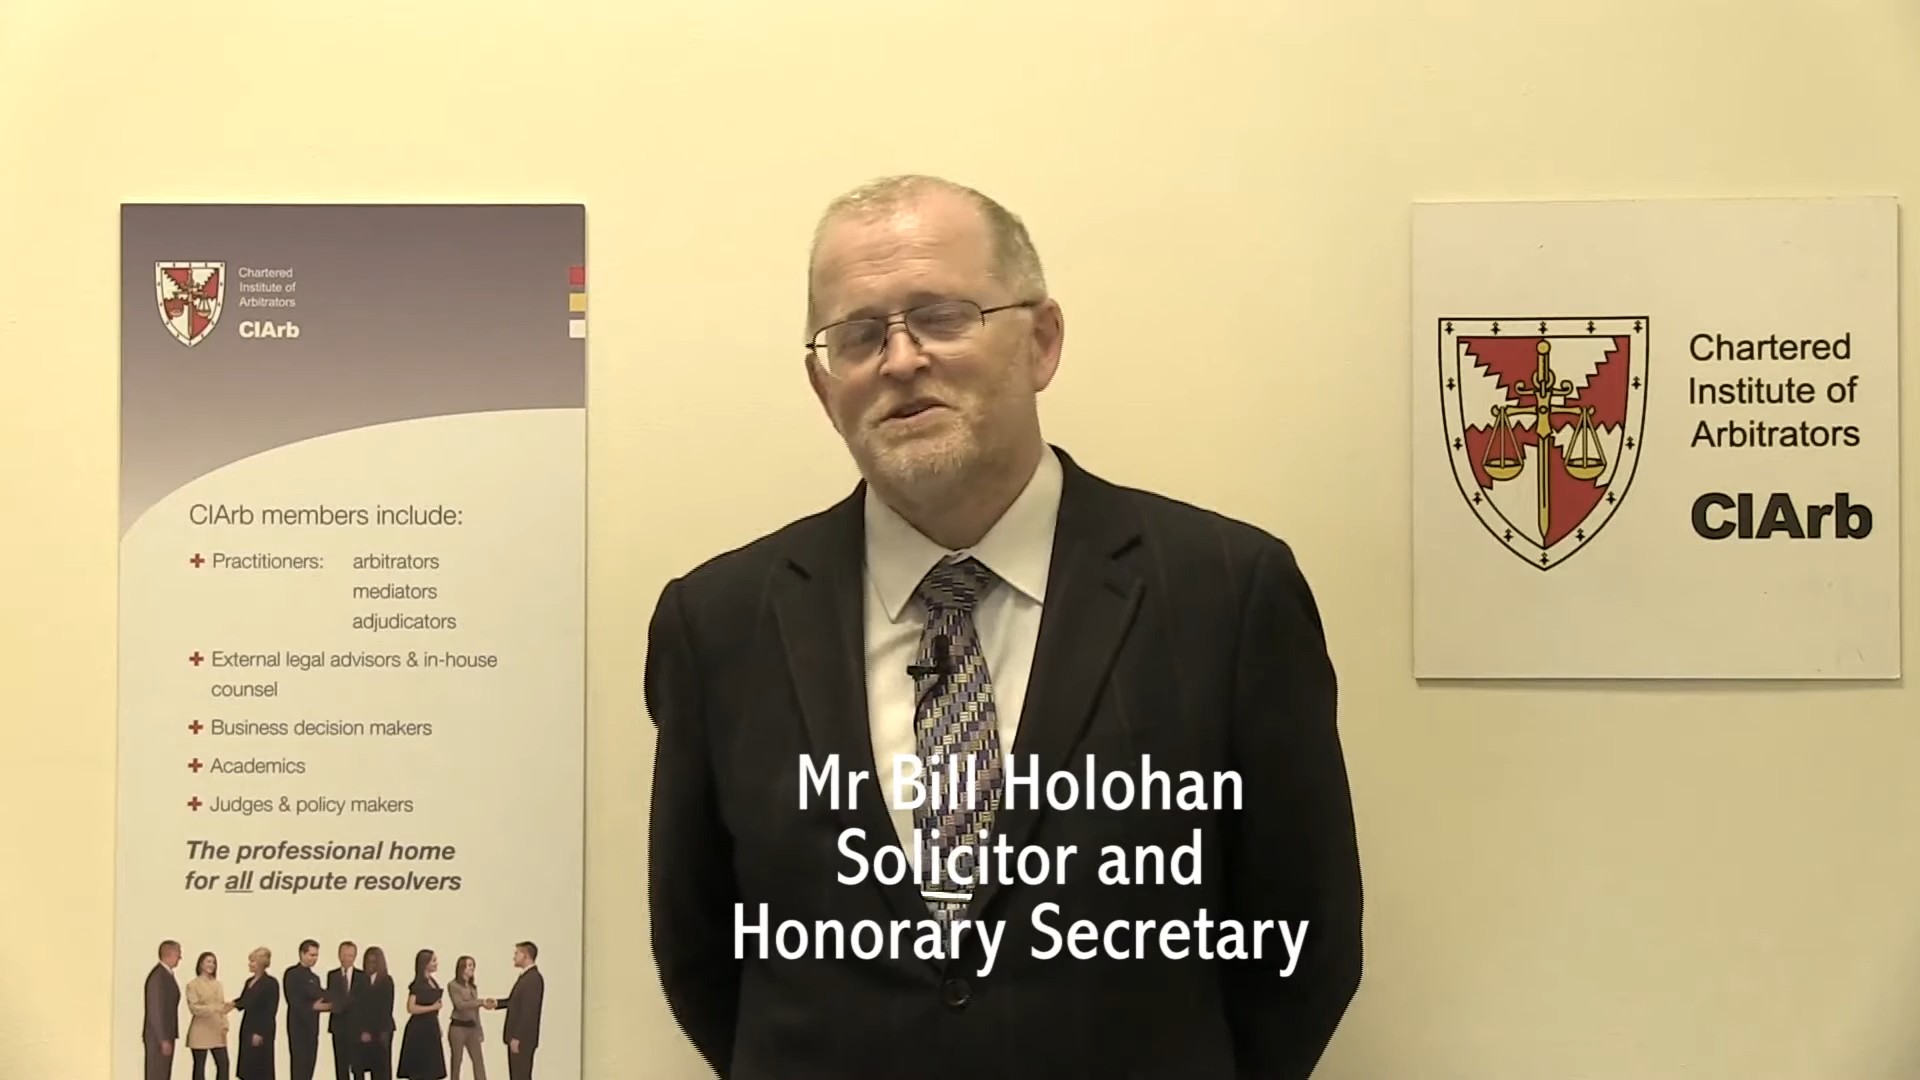 Chartered
Institute of
Arbitrators
CIArb
CIArb members include:
+ Practitioners: arbitrators
mediators
adjudicators
+ External legal advisors & in-house
counsel
+ Business decision makers
+ Academics
+ Judges & policy makers
The professional home
for all dispute resolvers
Chartered
Institute of
Arbitrators
CIArb
Mr Bill Holohan
Solicitor and
Honorary Secretary